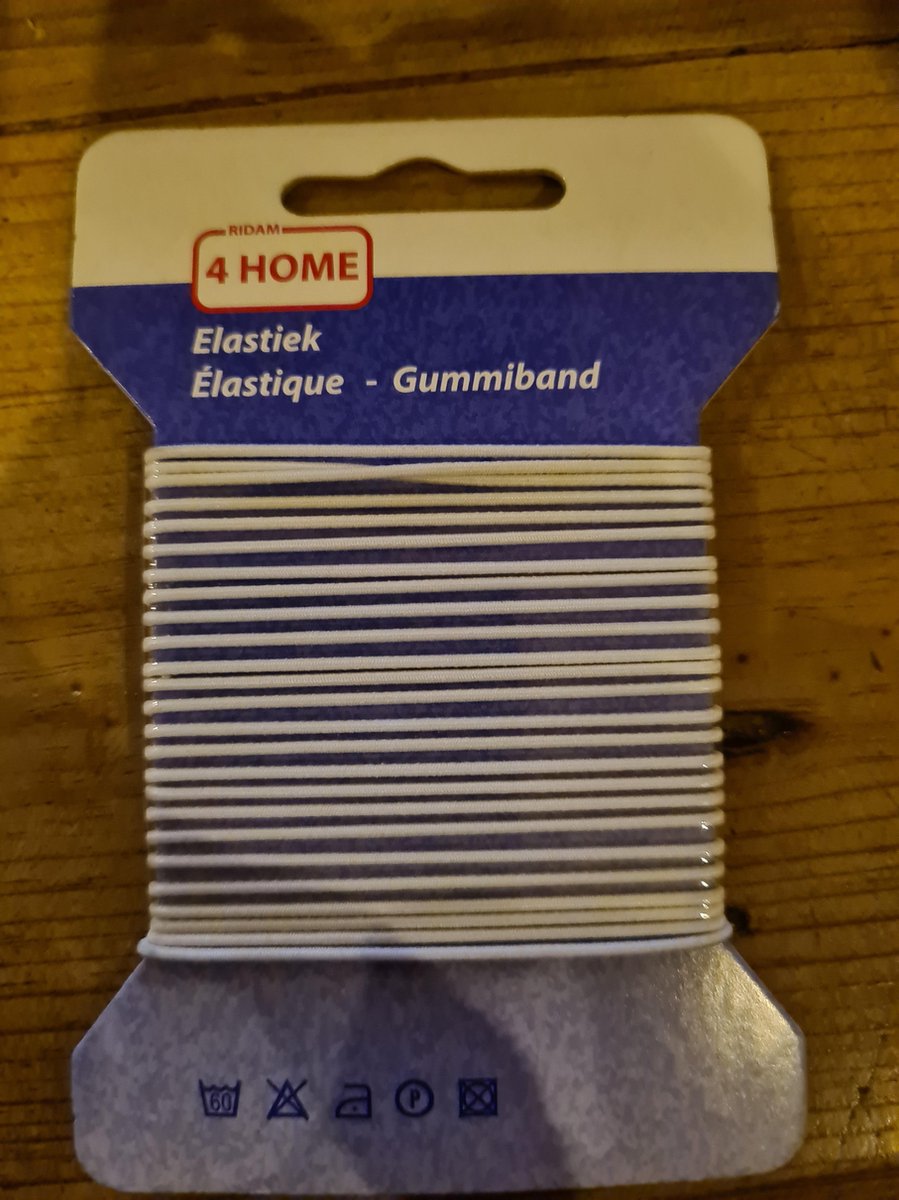 RIDAM
4 HOME
Elastiek
Élastique - Gummiband
60 P